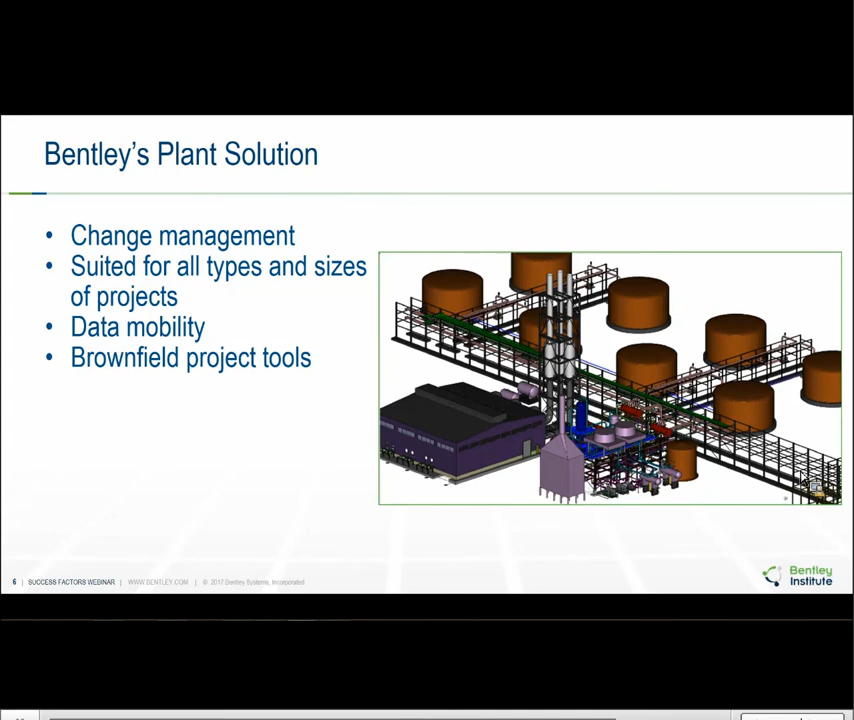 Bentley's Plant Solution
• Change management
• Suited for all types and sizes
of projects
• Data mobility
• Brownfield project tools
6 | SUCCESS FACTORS WEBINAR | WWW.BENTLEY.COM | © 2017 Bentley Systems, Incorporated
Bentley
Institute